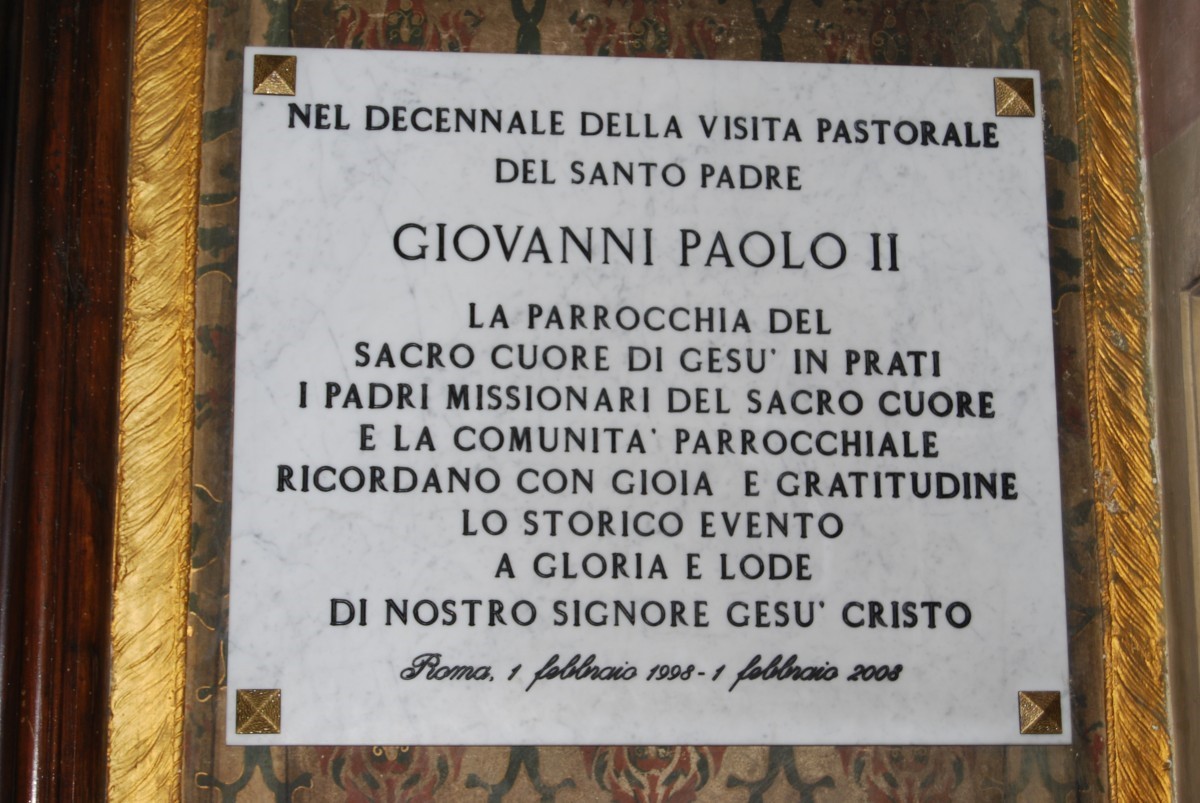 NEL DECENNALE DELLA VISITA PASTORALE
DEL SANTO PADRE
GIOVANNI PAOLO II
LA PARROCCHIA DEL
SACRO CUORE DI GESU' IN PRATI
I PADRI MISSIONARI DEL SACRO CUORE
E LA COMUNITA' PARROCCHIALE
RICORDANO CON GIOIA E GRATITUDINE
LO STORICO EVENTO
A GLORIA E LODE
DI NOSTRO SIGNORE GESU' CRISTO
Roma, 1 febbraio 1998 - 1 febbraio 2008